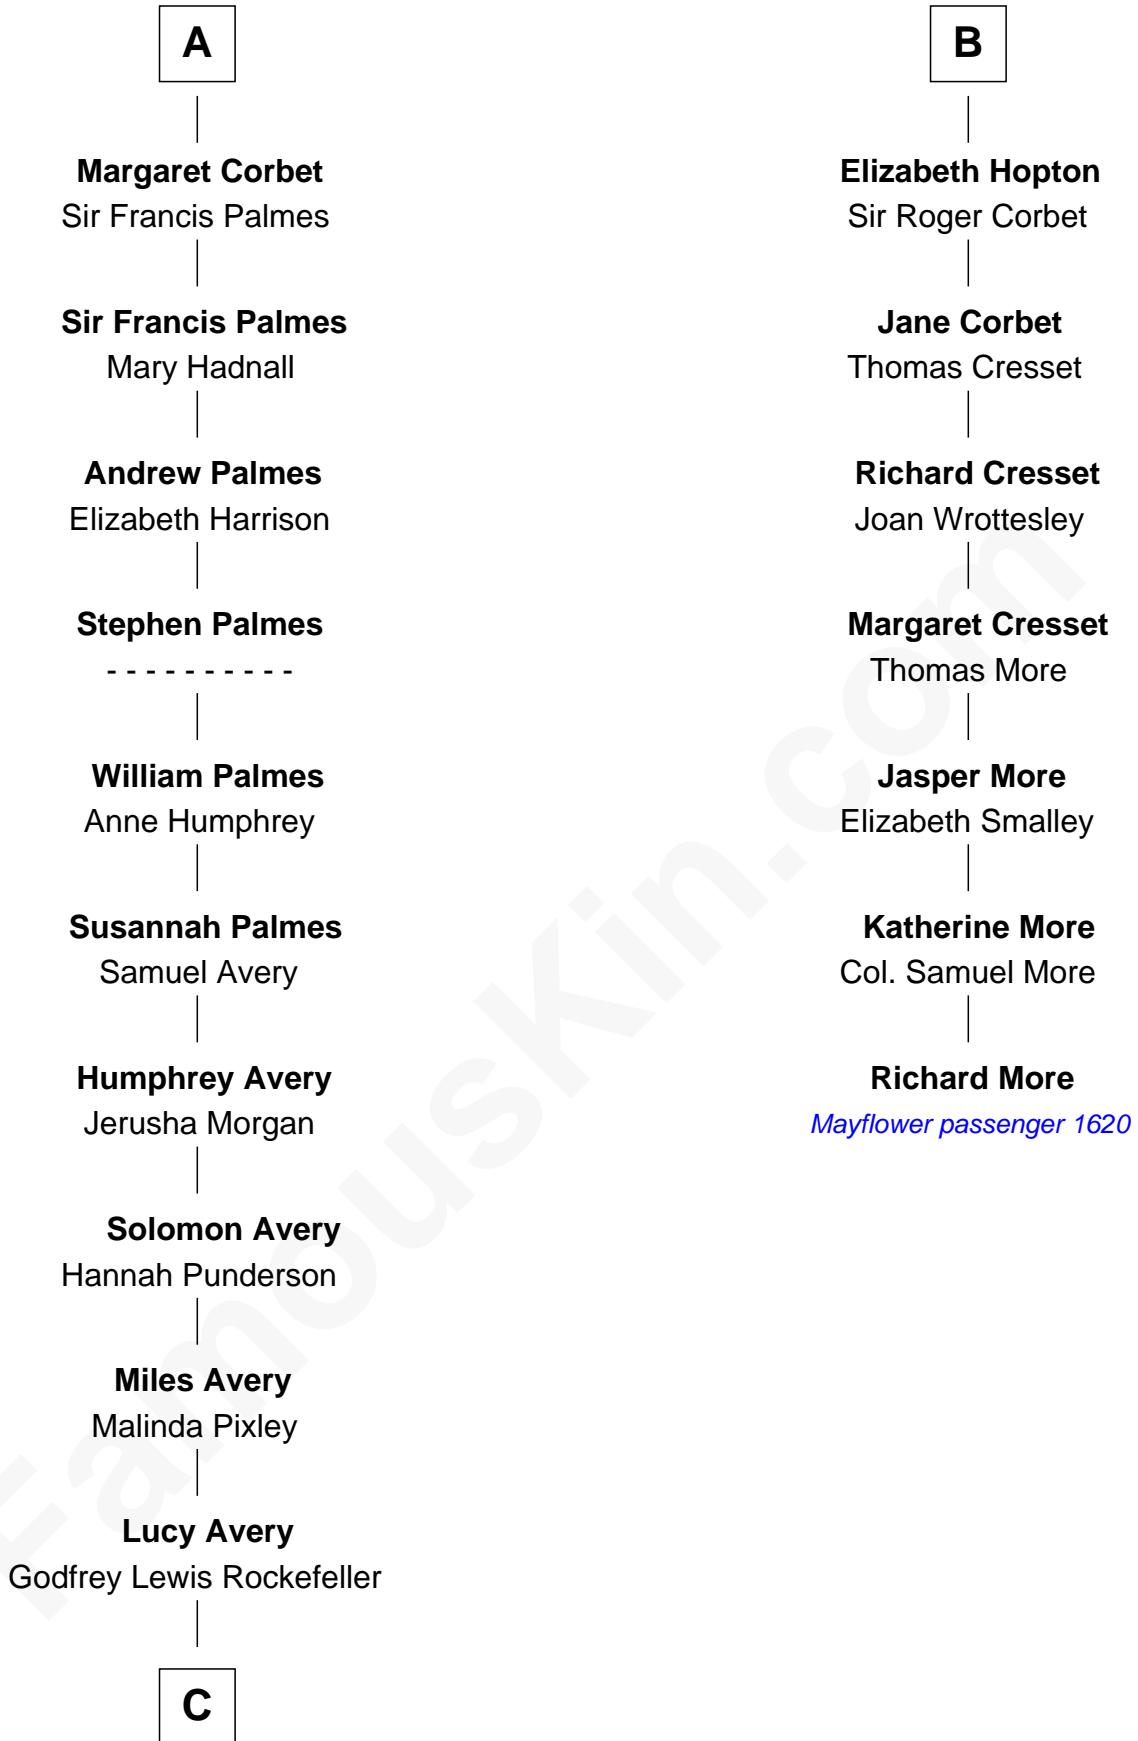 A
Margaret Corbet
Sir Francis Palmes
Sir Francis Palmes
Mary Hadnall
Andrew Palmes
Elizabeth Harrison
Stephen Palmes
- - - - - - - - - -
William Palmes
Anne Humphrey
Susannah Palmes
Samuel Avery
Humphrey Avery
Jerusha Morgan
Solomon Avery
Hannah Punderson
Miles Avery
Malinda Pixley
Lucy Avery
Godfrey Lewis Rockefeller
C
B
Elizabeth Hopton
Sir Roger Corbet
Jane Corbet
Thomas Cresset
Richard Cresset
Joan Wrottesley
Margaret Cresset
Thomas More
Jasper More
Elizabeth Smalley
Katherine More
Col. Samuel More
Richard More
Mayflower passenger 1620
FamousKin.com